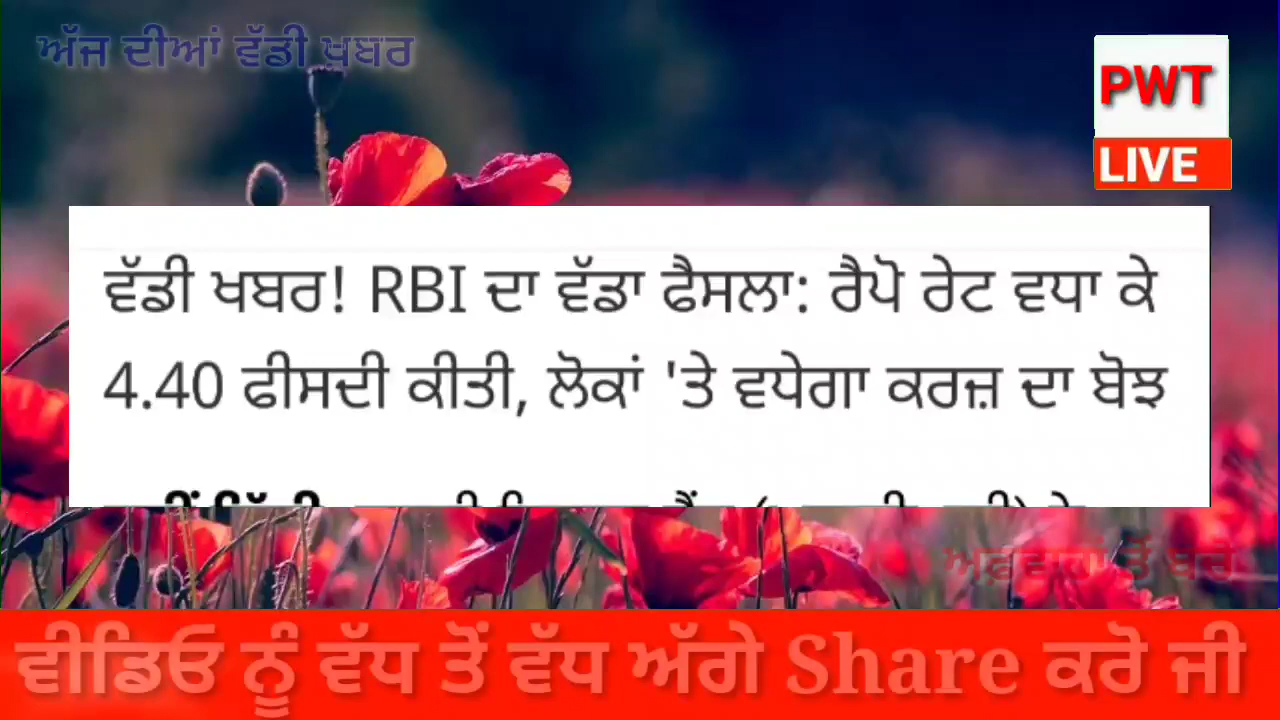 ਅੱਜ ਦੀਆਂ ਵੱਡੀ ਖ਼ਬਰ
PWT
LIVE
ਵੱਡੀ ਖਬਰ! RBI ਦਾ ਵੱਡਾ ਫੈਸਲਾ: ਰੈਪੋ ਰੇਟ ਵਧਾ ਕੇ
4.40 ਫੀਸਦੀ ਕੀਤੀ, ਲੋਕਾਂ 'ਤੇ ਵਧੇਗਾ ਕਰਜ਼ ਦਾ ਬੋਝ
ਵੀਡਿਓ ਨੂੰ ਵੱਧ ਤੋਂ ਵੱਧ ਅੱਗੇ Share ਕਰੋ ਜੀ